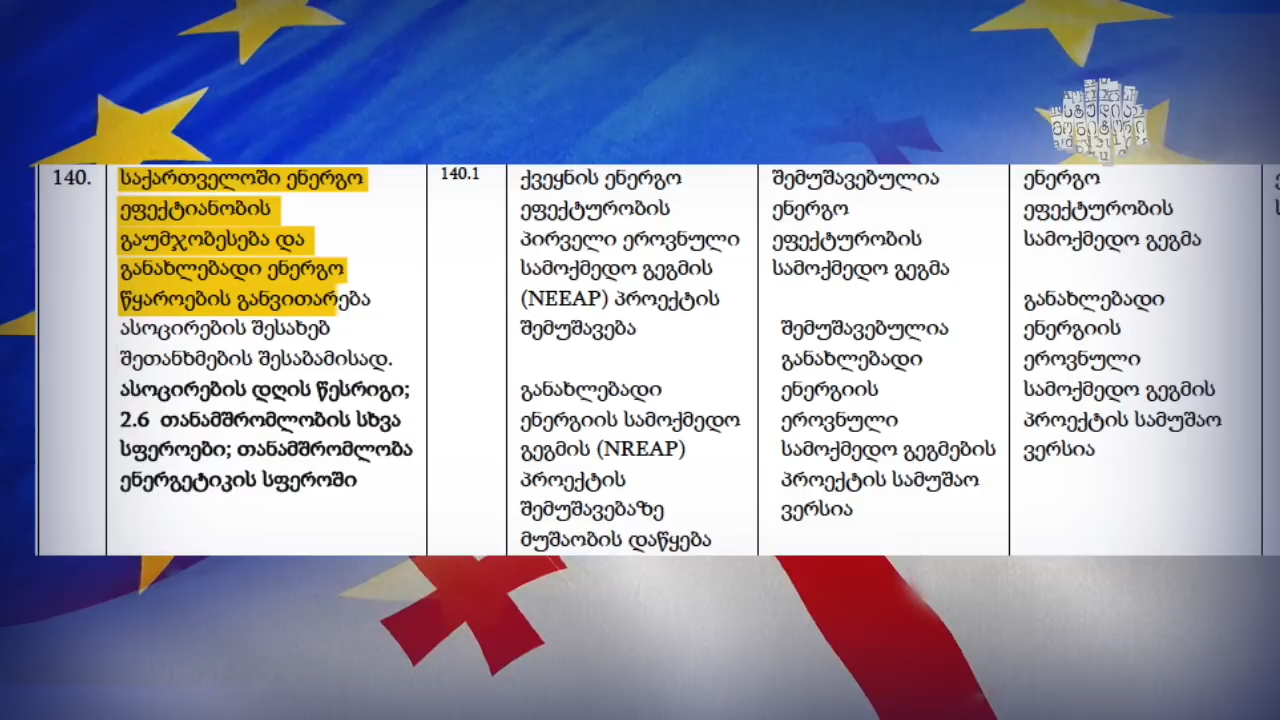 სტუდია
მონიტორი
140.
საქართველოში ენერგო
ეფექტიანობის
გაუმჯობესება და
განახლებადი ენერგო
წყაროების განვითარება
ასოცირების შესახებ
შეთანხმების შესაბამისად.
ასოცირების დღის წესრიგი;
2.6 თანამშრომლობის სხვა
სფეროები; თანამშრომლობა
ენერგეტიკის სფეროში
140.1
ქვეყნის ენერგო
ეფექტურობის
პირველი ეროვნული
სამოქმედო გეგმის
(NEEAP) პროექტის
შემუშავება
განახლებადი
ენერგიის სამოქმედო
გეგმის (NREAP)
პროექტის
შემუშავებაზე
მუშაობის დაწყება
შემუშავებულია
ენერგო
ეფექტურობის
სამოქმედო გეგმა
შემუშავებულია
განახლებადი
ენერგიის
ეროვნული
სამოქმედო გეგმების
პროექტის სამუშაო
ვერსია
ენერგო
ეფექტურობის
სამოქმედო გეგმა
განახლებადი
ენერგიის
ეროვნული
სამოქმედო გეგმის
პროექტის სამუშაო
ვერსია